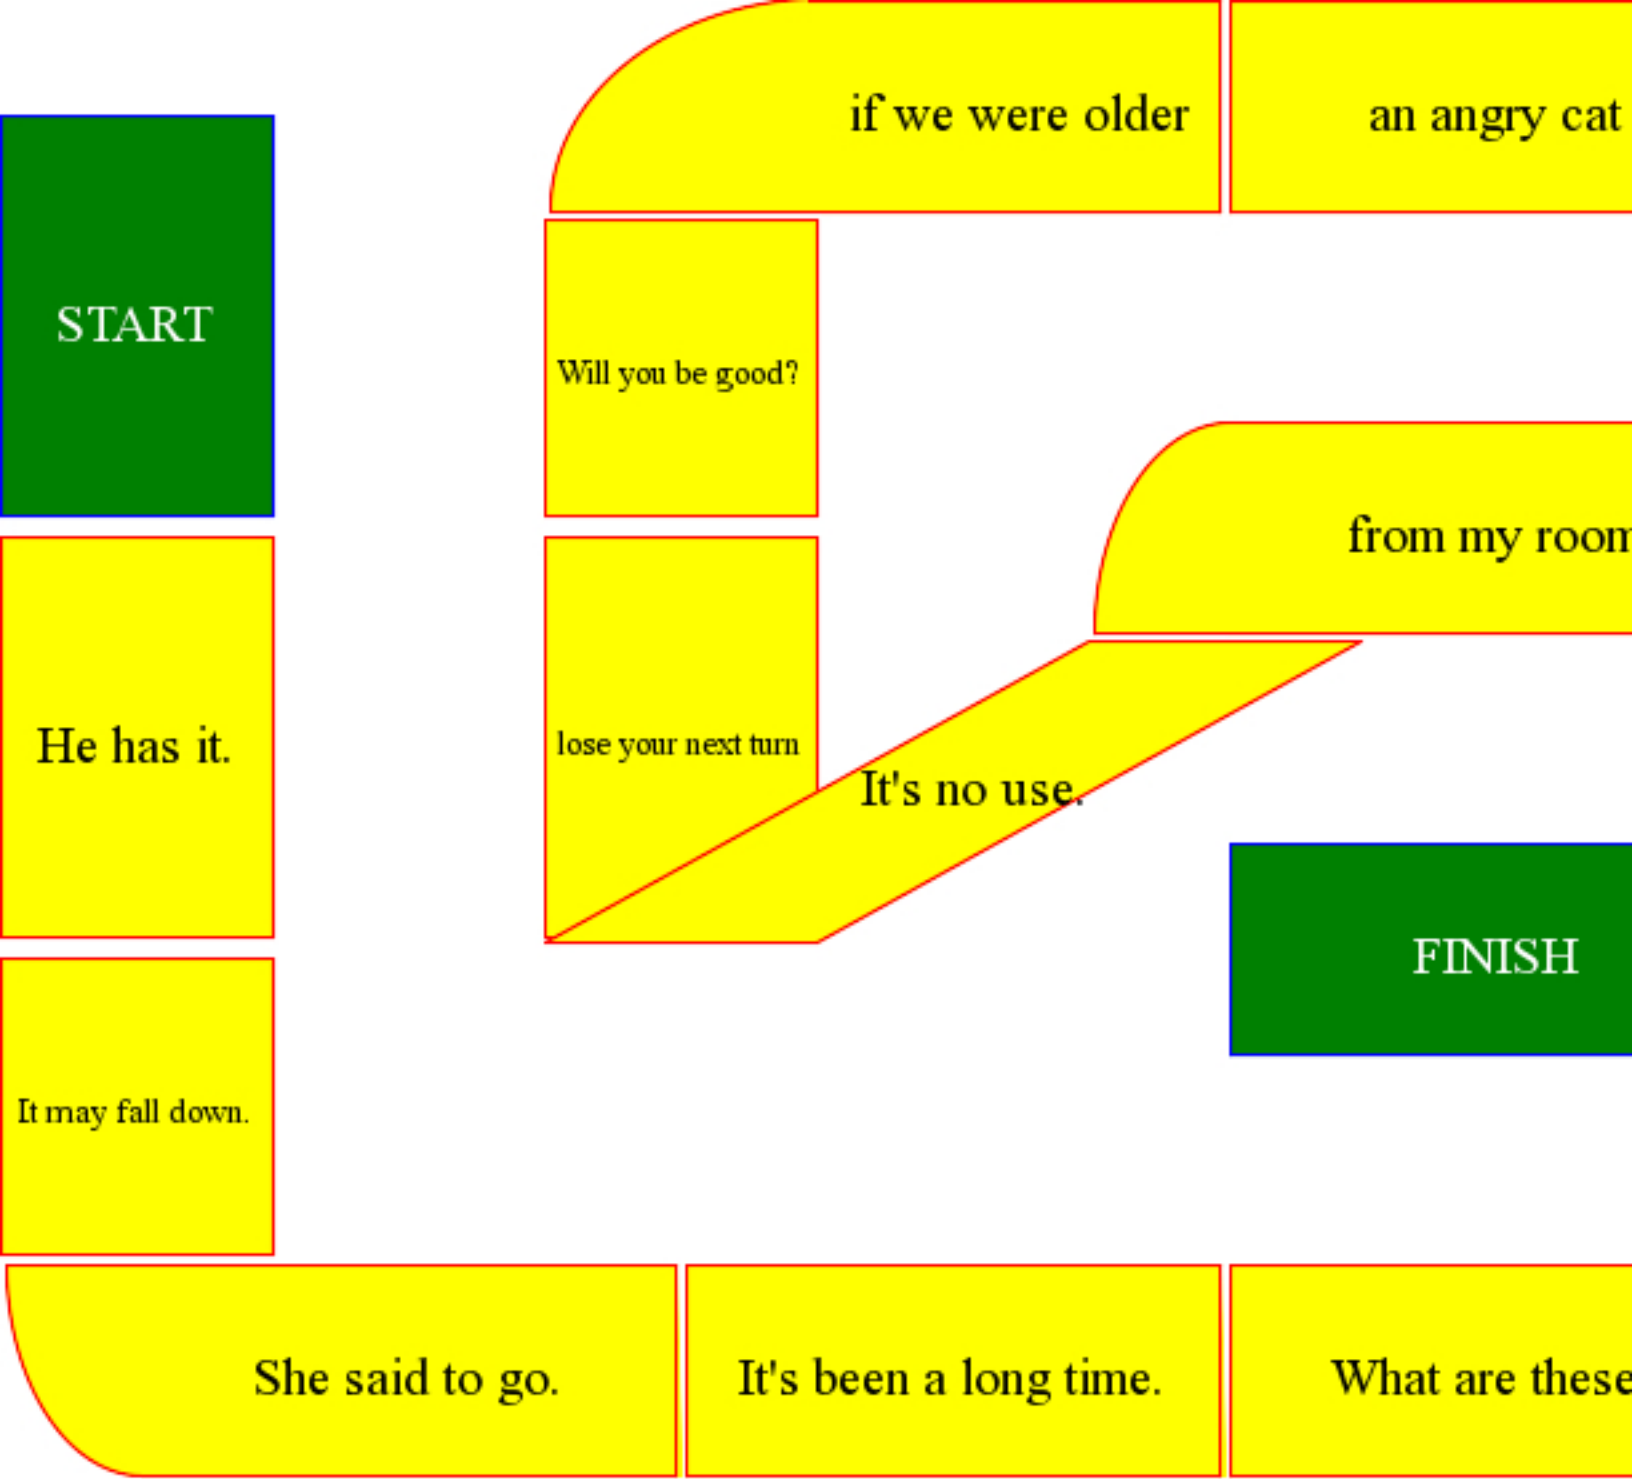 if we were older
an angry cat
START
Will you be good?
from my room
He has it.
lose your next turn
It's no use.
FINISH
It may fall down.
She said to go.
It's been a long time.
What are these